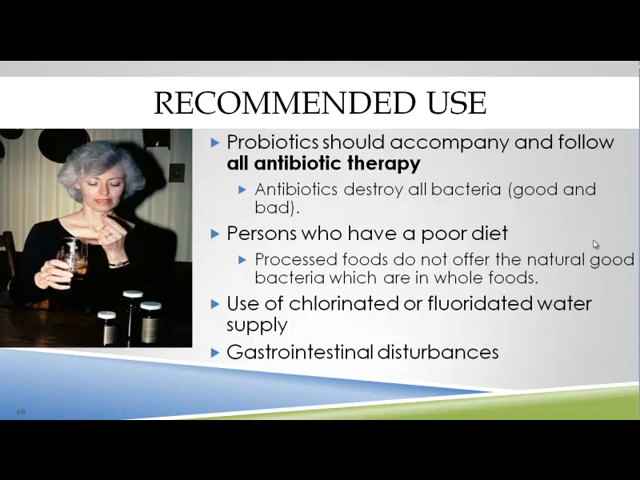 RECOMMENDED USE
Probiotics should accompany and follow
all antibiotic therapy
Antibiotics destroy all bacteria (good and
bad).
Persons who have a poor diet
Processed foods do not offer the natural good
bacteria which are in whole foods.
Use of chlorinated or fluoridated water
supply
Gastrointestinal disturbances
48